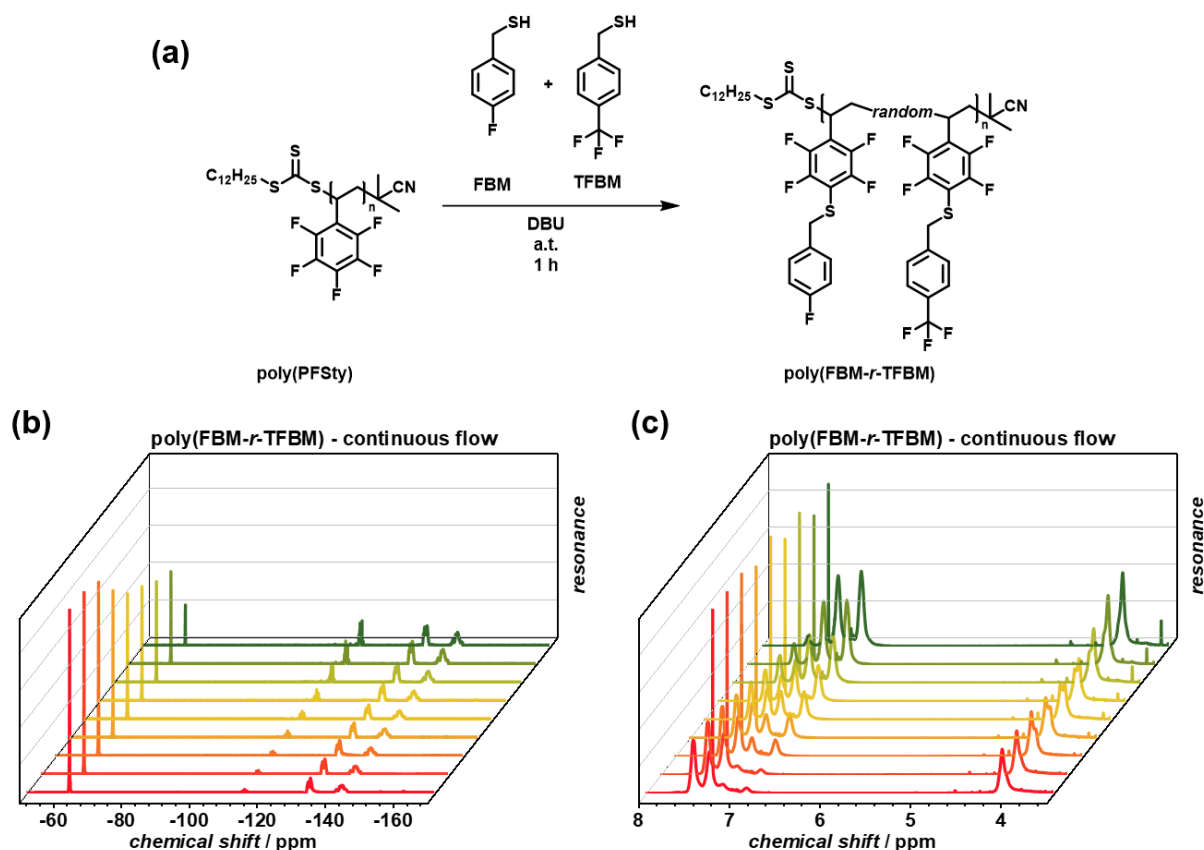 (a)
SH
SH
+
F
F F
F
FBM
TFBM
DBU
a.t.
1 h
C12H25
S
S
S
n
CN
F
F
F
F
F
poly(PFSty)
C12H25
S
S
S
random
n
CN
F
F
F
F
F
F
F
F
S
S
F
F
F
F
poly(FBM-r-TFBM)
(b)
poly(FBM-r-TFBM) - continuous flow
resonance
-60 -80 -100 -120 -140 -160
chemical shift / ppm
(c)
poly(FBM-r-TFBM) - continuous flow
resonance
8 7 6 5 4
chemical shift / ppm